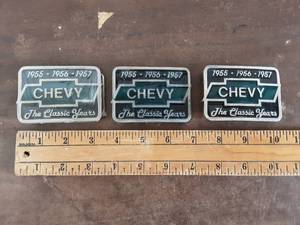 1955 • 1956 • 1957
CHEVY
The Classic Years
1955 • 1956 • 1957
CHEVY
The Classic Years
1955 • 1956 • 1957
CHEVY
The Classic Years
1 2 3 4 5 6 7 8 9 10